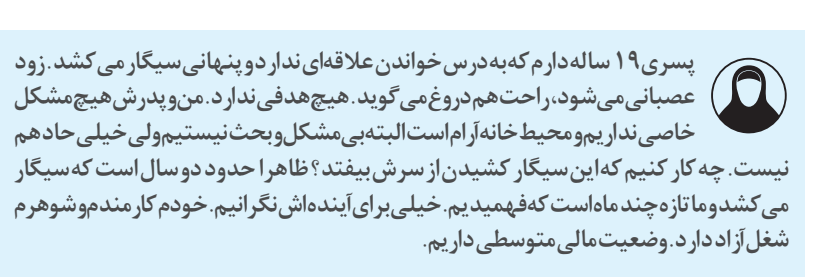 پسری ۱۹ ساله دارم که به درس خواندن علاقه‌ای ندارد و پنهانی سیگار می کشد. زود
عصبانی می‌شود، راحت هم دروغ می گوید. هیچ هدفی ندارد. من و پدرش هیچ مشکل
خاصی نداریم و محیط خانه آرام است البته بی مشکل و بحث نیستیم ولی خیلی حاد هم
نیست. چه کار کنیم که این سیگار کشیدن از سرش بیفتد؟ ظاهرا حدود دو سال است که سیگار
می کشد و ما تازه چند ماه است که فهمیدیم. خیلی برای آینده‌اش نگرانیم. خودم کارمندم و شوهرم
شغل آزاد دارد. وضعیت مالی متوسطی داریم.